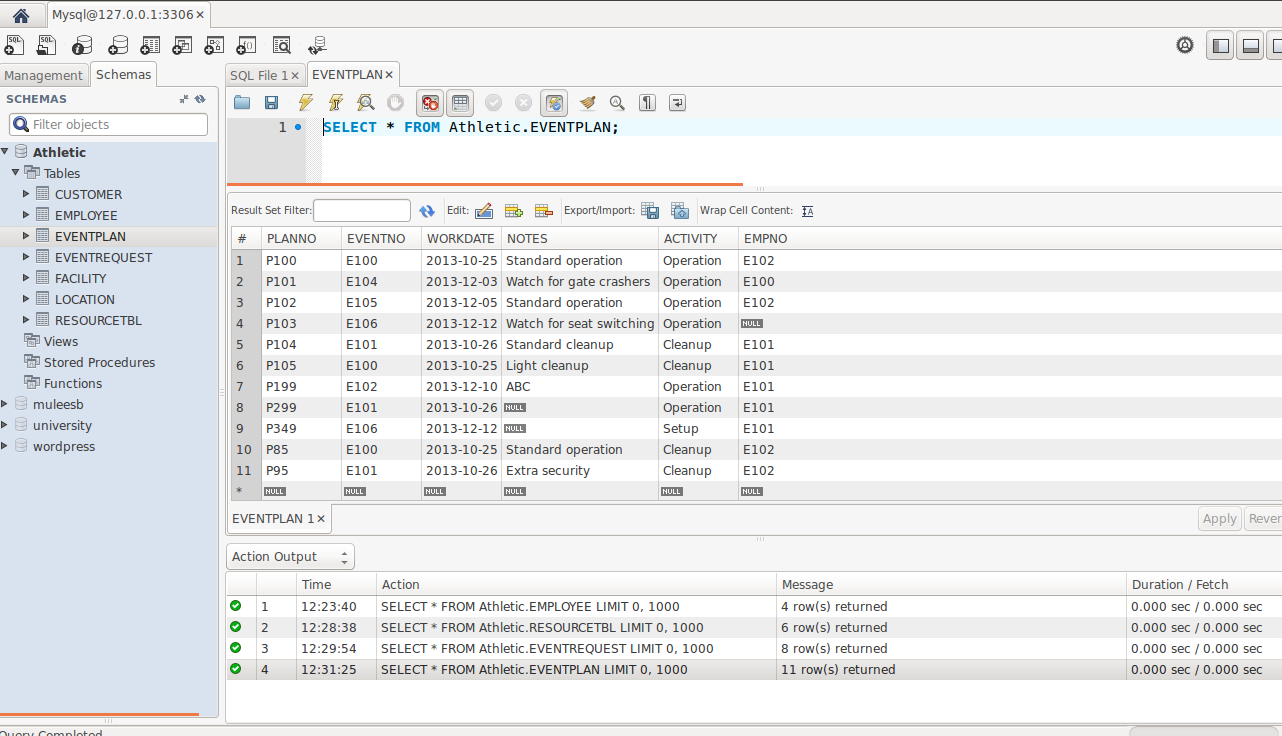 Mysql@127.0.0.1:3306 ×
Management Schemas
SQL File 1 × EVENTPLAN ×
SCHEMAS
Filter objects
Athletic
Tables
CUSTOMER
EMPLOYEE
EVENTPLAN
EVENTREQUEST
FACILITY
LOCATION
RESOURCETBL
Views
Stored Procedures
Functions
muleesb
university
wordpress
1 SELECT * FROM Athletic.EVENTPLAN;
Result Set Filter: Edit: Export/Import: Wrap Cell Content:
# PLANNO EVENTNO WORKDATE NOTES ACTIVITY EMPNO
1 P100 E100 2013-10-25 Standard operation Operation E102
2 P101 E104 2013-12-03 Watch for gate crashers Operation E100
3 P102 E105 2013-12-05 Standard operation Operation E102
4 P103 E106 2013-12-12 Watch for seat switching Operation NULL
5 P104 E101 2013-10-26 Standard cleanup Cleanup E101
6 P105 E100 2013-10-25 Light cleanup Cleanup E101
7 P199 E102 2013-12-10 ABC Operation E101
8 P299 E101 2013-10-26 NULL Operation E101
9 P349 E106 2013-12-12 NULL Setup E101
10 P85 E100 2013-10-25 Standard operation Cleanup E102
11 P95 E101 2013-10-26 Extra security Cleanup E102
* NULL NULL NULL NULL NULL NULL
EVENTPLAN 1 × Apply Rever
Action Output
Time Action Message Duration / Fetch
1 12:23:40 SELECT * FROM Athletic.EMPLOYEE LIMIT 0, 1000 4 row(s) returned 0.000 sec / 0.000 sec
2 12:28:38 SELECT * FROM Athletic.RESOURCETBL LIMIT 0, 1000 6 row(s) returned 0.000 sec / 0.000 sec
3 12:29:54 SELECT * FROM Athletic.EVENTREQUEST LIMIT 0, 1000 8 row(s) returned 0.000 sec / 0.000 sec
4 12:31:25 SELECT * FROM Athletic.EVENTPLAN LIMIT 0, 1000 11 row(s) returned 0.000 sec / 0.000 sec
Query Completed